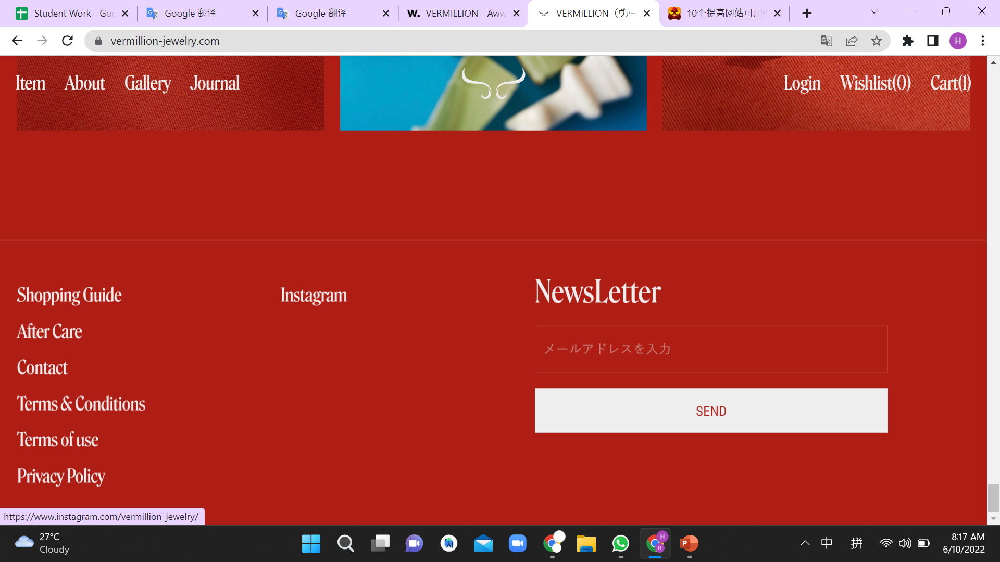 Student Work - Goo
Google 翻译
Google 翻译
W. VERMILLION - Aww
VERMILLION（ヴァー
10个提高网站可用性
vermillion-jewelry.com
H
Item About Gallery Journal
Login Wishlist(0) Cart(1)
Shopping Guide
After Care
Contact
Terms & Conditions
Terms of use
Privacy Policy
Instagram
NewsLetter
メールアドレスを入力
SEND
https://www.instagram.com/vermillion_jewelry/
27°C
Cloudy
中 拼
8:17 AM
6/10/2022